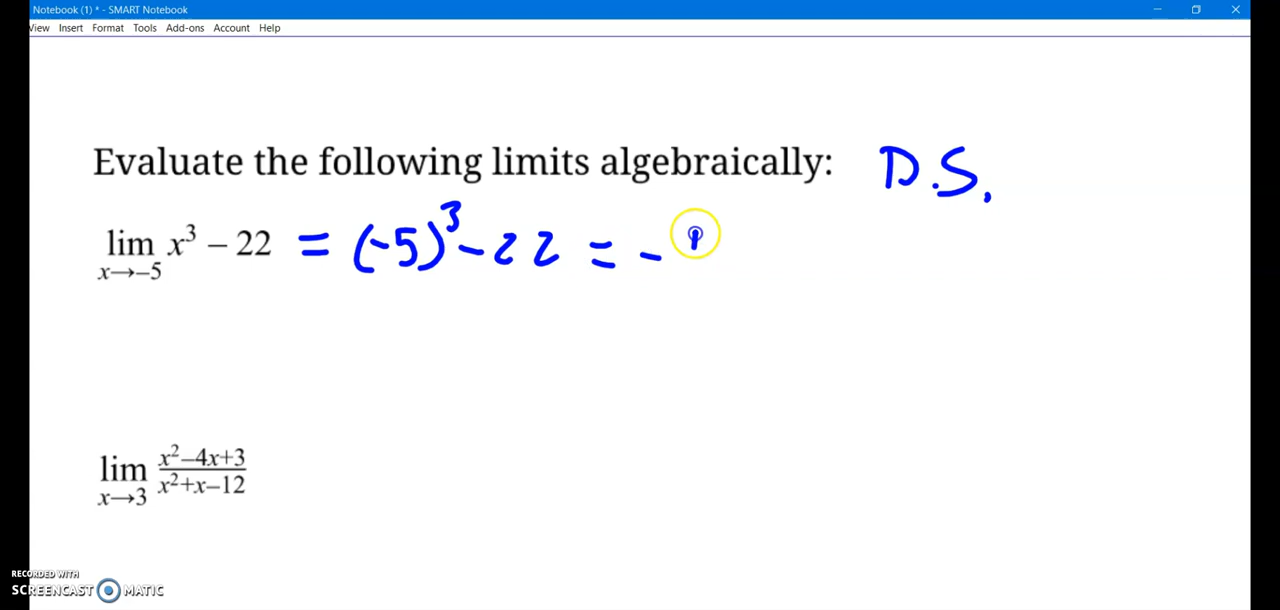 Notebook (1) * - SMART Notebook
View Insert Format Tools Add-ons Account Help
Evaluate the following limits algebraically: D.S.
lim x→-5 x³ – 22 = (-5)³ - 22 = -
lim x→3 x²–4x+3 / x²+x–12
RECORDED WITH
SCREENCAST MATIC